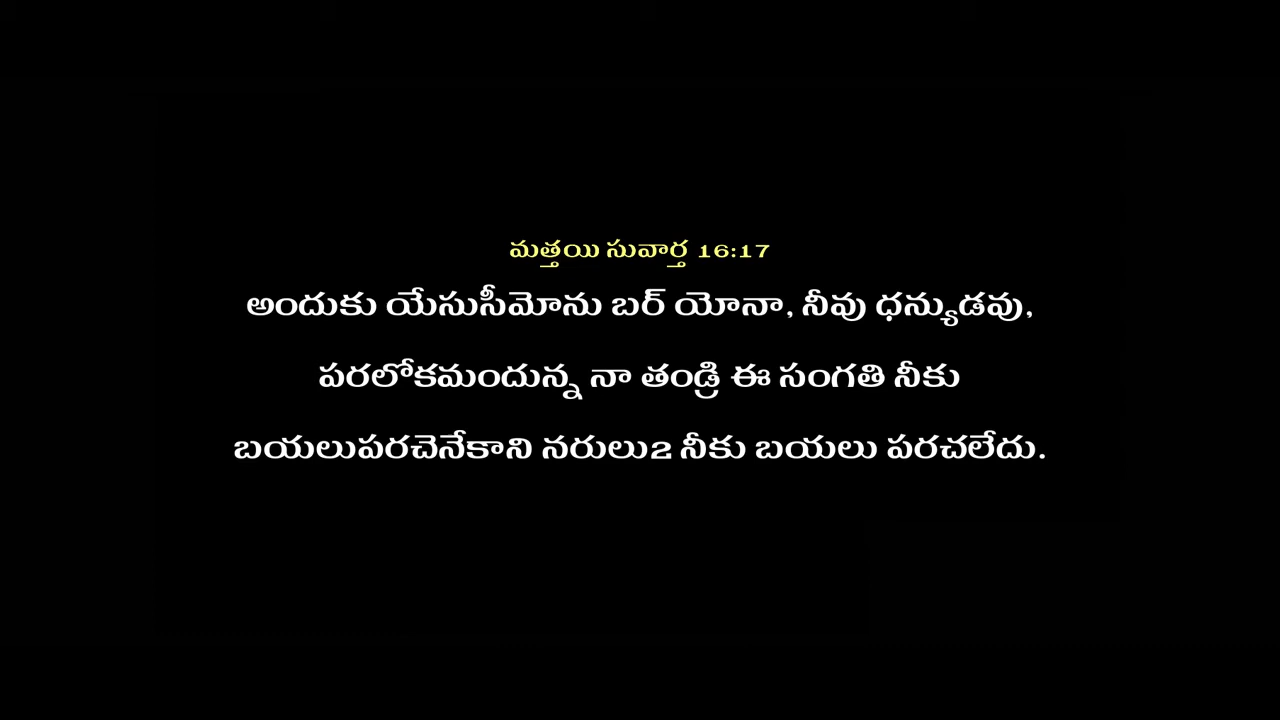 మత్తయి సువార్త 16:17
అందుకు యేసుసీమోను బర్ యోనా, నీవు ధన్యుడవు,
పరలోకమందున్న నా తండ్రి ఈ సంగతి నీకు
బయలుపరచెనేకాని నరులు2 నీకు బయలు పరచలేదు.